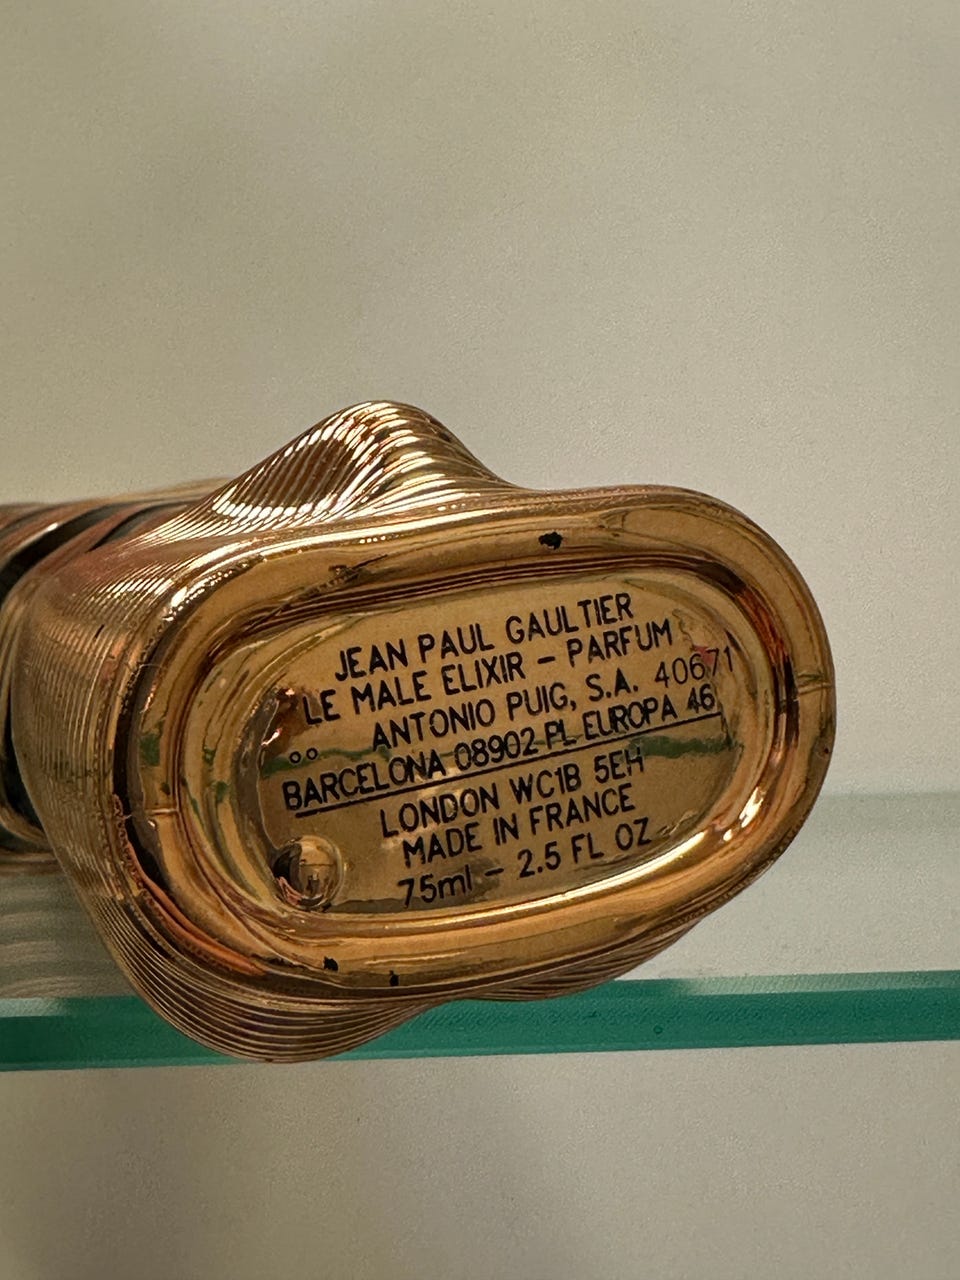 JEAN PAUL GAULTIER
LE MALE ELIXIR - PARFUM
ANTONIO PUIG, S.A. 40671
BARCELONA 08902 PL EUROPA 46
LONDON WC1B 5EH
MADE IN FRANCE
75ml - 2.5 FL OZ